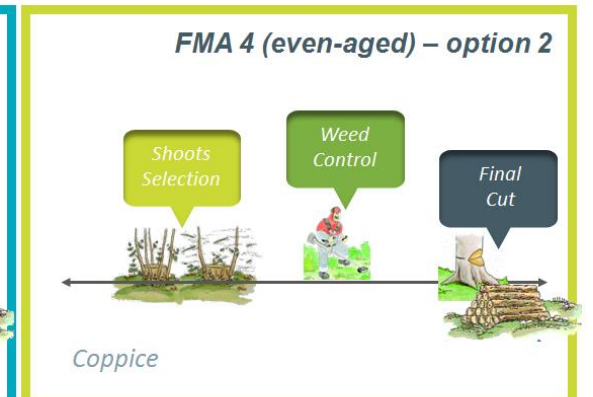 FMA 4 (even-aged) – option 2
Shoots
Selection
Weed
Control
Final
Cut
Coppice